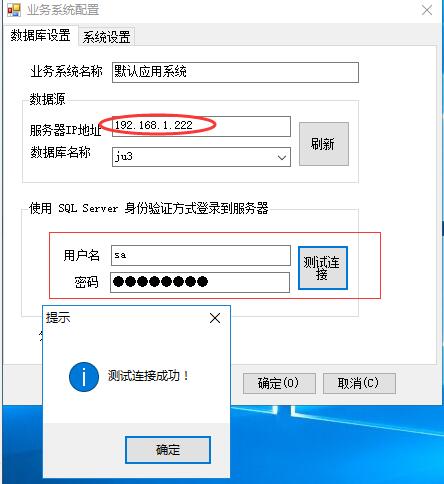 业务系统配置
数据库设置 系统设置
业务系统名称 默认应用系统
数据源
服务器IP地址 192.168.1.222
数据库名称 ju3
刷新
使用 SQL Server 身份验证方式登录到服务器
用户名 sa
密码 ●●●●●●●●
测试连
接
提示
测试连接成功！
确定
确定(O) 取消(C)